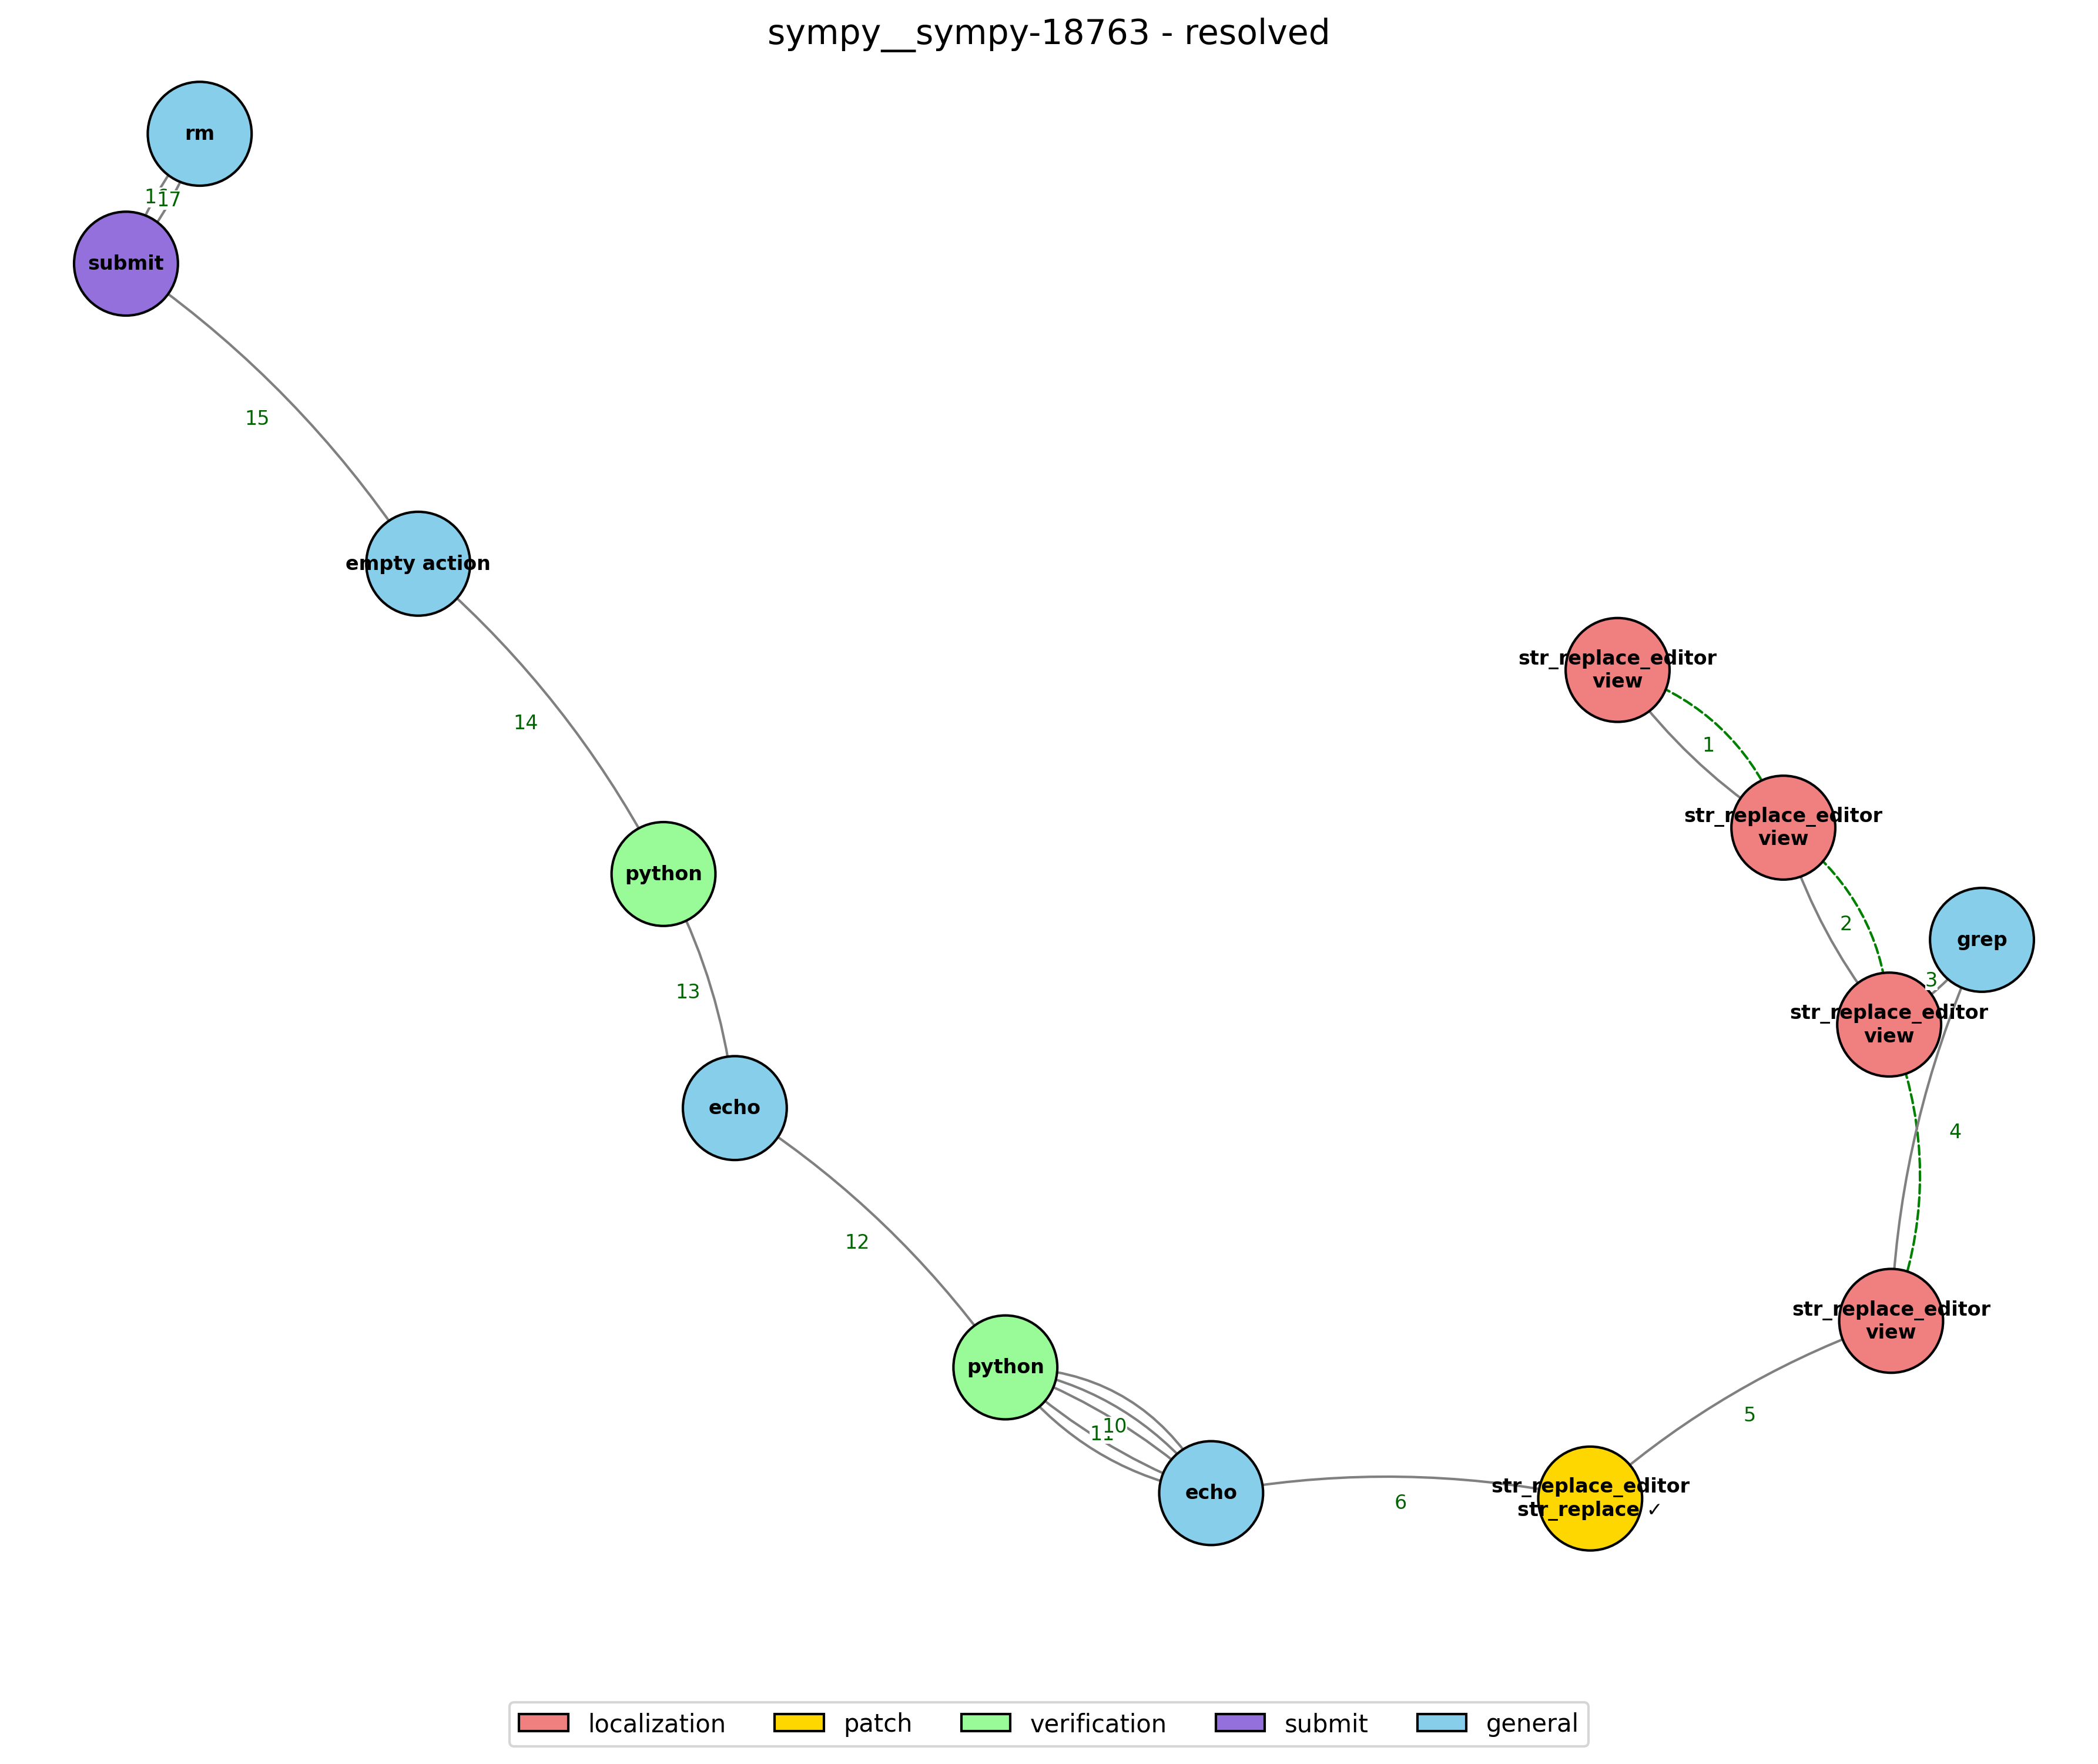 sympy__sympy-18763 - resolved
rm
17
submit
15
empty action
14
str_replace_editor
view
1
str_replace_editor
view
python
2
grep
3
13
str_replace_editor
view
echo
4
12
str_replace_editor
view
python
10
11
5
echo
6
str_replace_editor
str_replace ✓
localization
patch
verification
submit
general